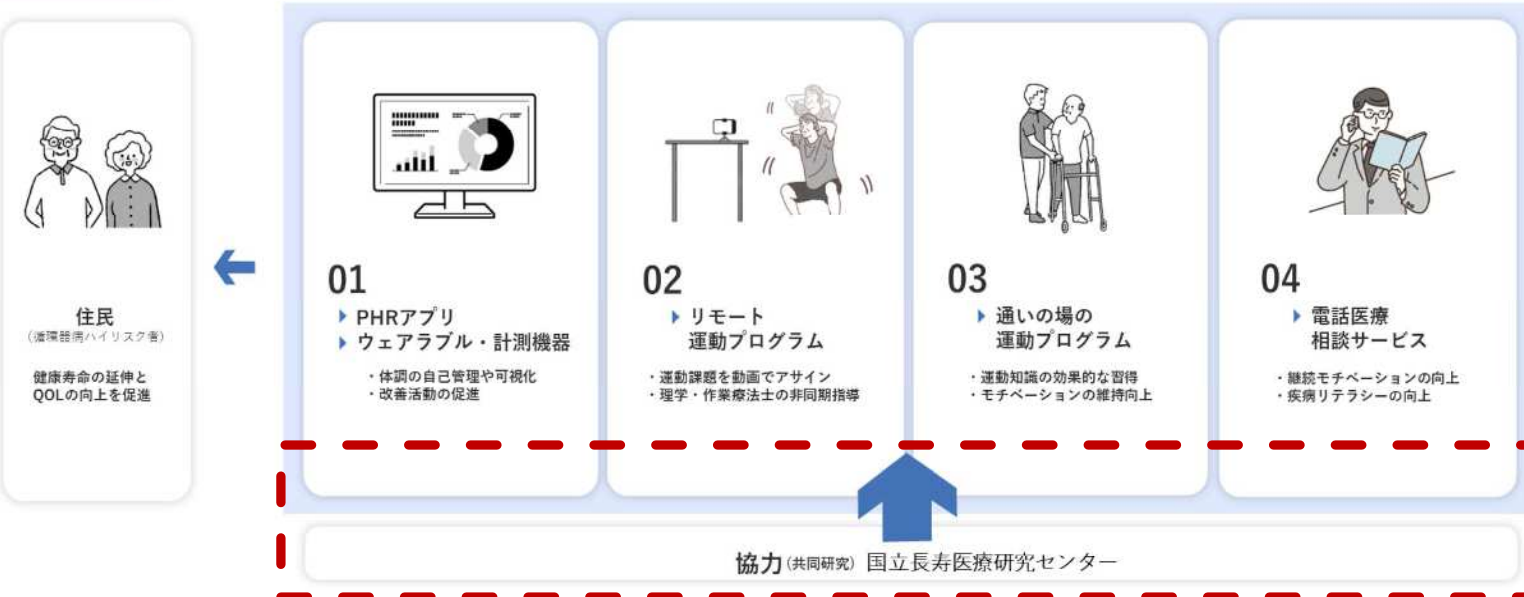 住民
（循環器病ハイリスク者）
健康寿命の延伸と
QOLの向上を促進
01
PHRアプリ
ウェアラブル・計測機器
・体調の自己管理や可視化
・改善活動の促進
02
リモート
運動プログラム
・運動課題を動画でアサイン
・理学・作業療法士の非同期指導
03
通いの場の
運動プログラム
・運動知識の効果的な習得
・モチベーションの維持向上
04
電話医療
相談サービス
・継続モチベーションの向上
・疾病リテラシーの向上
協力（共同研究）国立長寿医療研究センター